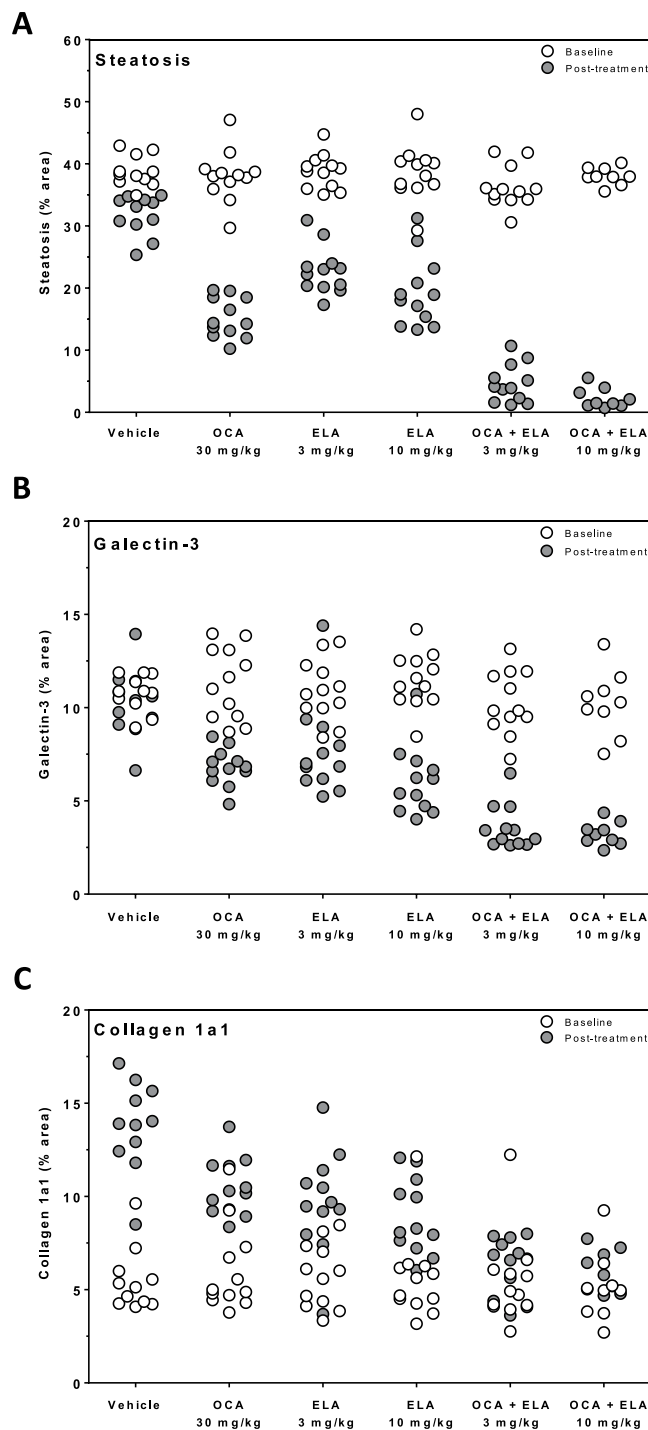 A
Steatosis
Baseline
Post-treatment
Steatosis (% area)
60
50
40
30
20
10
0
Vehicle
OCA
30 mg/kg
ELA
3 mg/kg
ELA
10 mg/kg
OCA + ELA
3 mg/kg
OCA + ELA
10 mg/kg
B
Galectin-3
Baseline
Post-treatment
Galectin-3 (% area)
20
15
10
5
0
Vehicle
OCA
30 mg/kg
ELA
3 mg/kg
ELA
10 mg/kg
OCA + ELA
3 mg/kg
OCA + ELA
10 mg/kg
C
Collagen 1a1
Baseline
Post-treatment
Collagen 1a1 (% area)
20
15
10
5
0
Vehicle
OCA
30 mg/kg
ELA
3 mg/kg
ELA
10 mg/kg
OCA + ELA
3 mg/kg
OCA + ELA
10 mg/kg